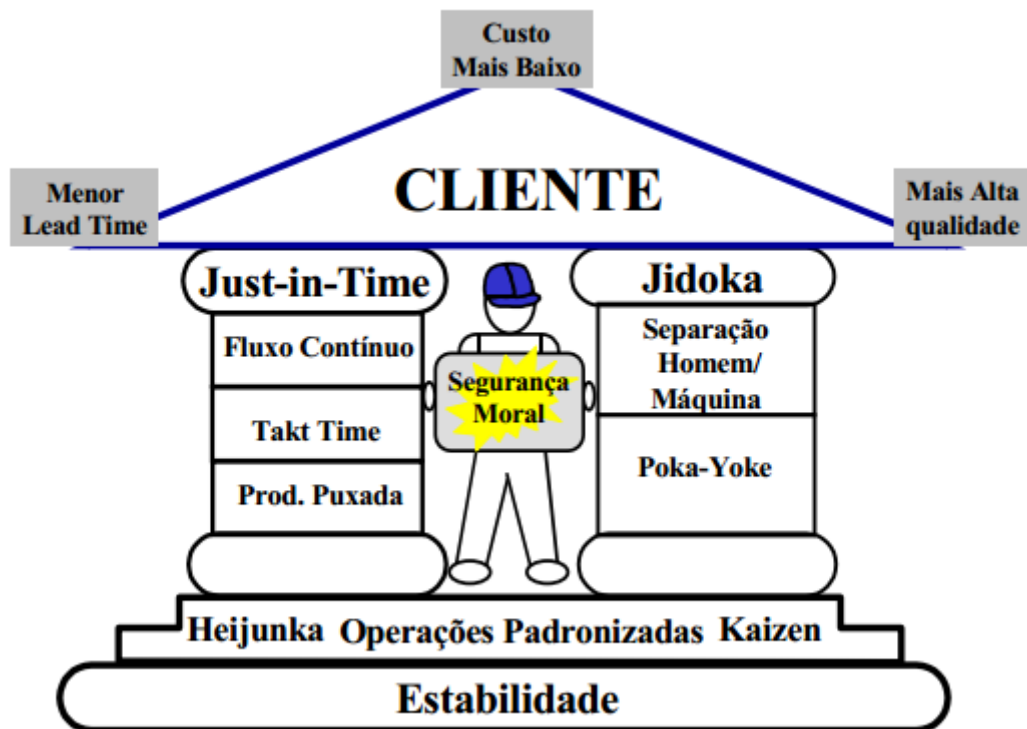 Custo
Mais Baixo
Menor
Lead Time
CLIENTE
Mais Alta
qualidade
Just-in-Time
Jidoka
Fluxo Contínuo
Takt Time
Prod. Puxada
Segurança
Moral
Separação
Homem/
Máquina
Poka-Yoke
Heijunka Operações Padronizadas Kaizen
Estabilidade